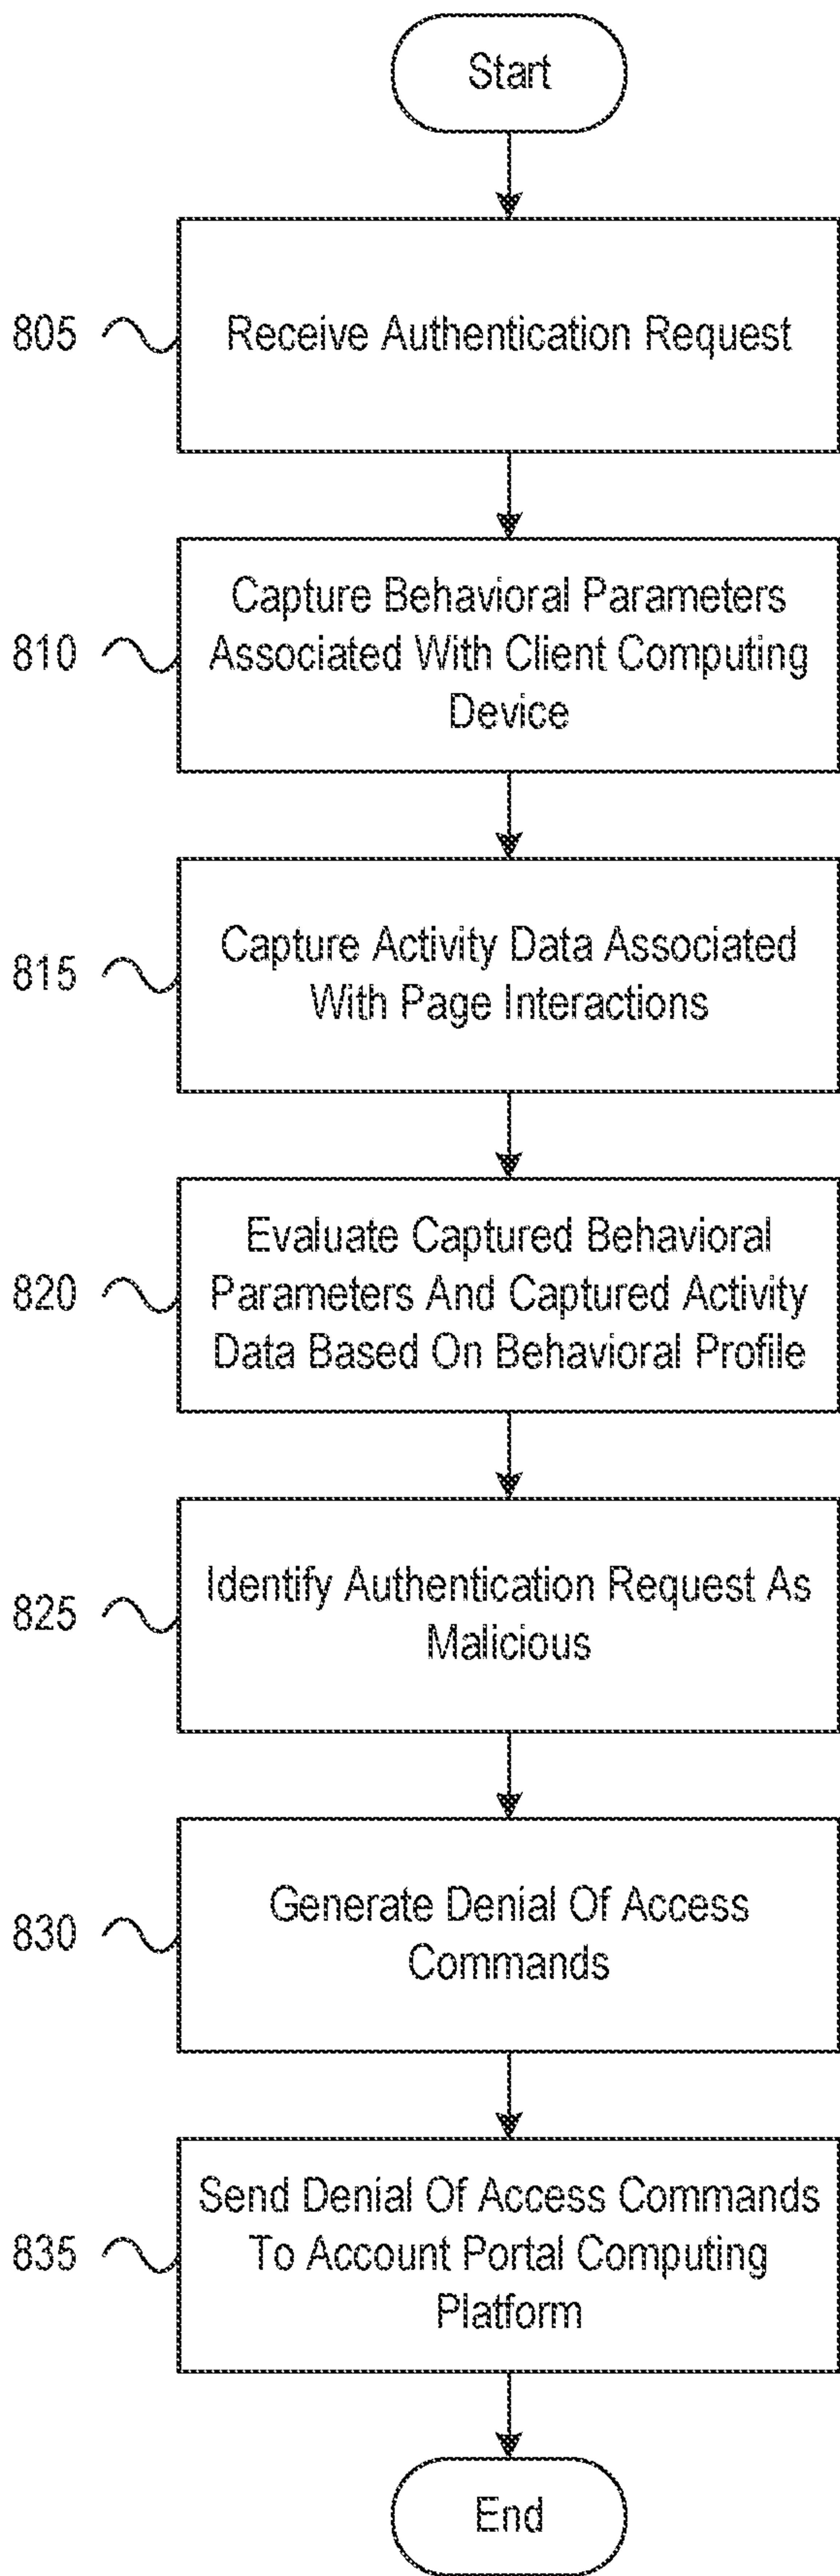 Start
805
Receive Authentication Request
810
Capture Behavioral Parameters
Associated With Client Computing
Device
815
Capture Activity Data Associated
With Page Interactions
820
Evaluate Captured Behavioral
Parameters And Captured Activity
Data Based On Behavioral Profile
825
Identify Authentication Request As
Malicious
830
Generate Denial Of Access
Commands
835
Send Denial Of Access Commands
To Account Portal Computing
Platform
End